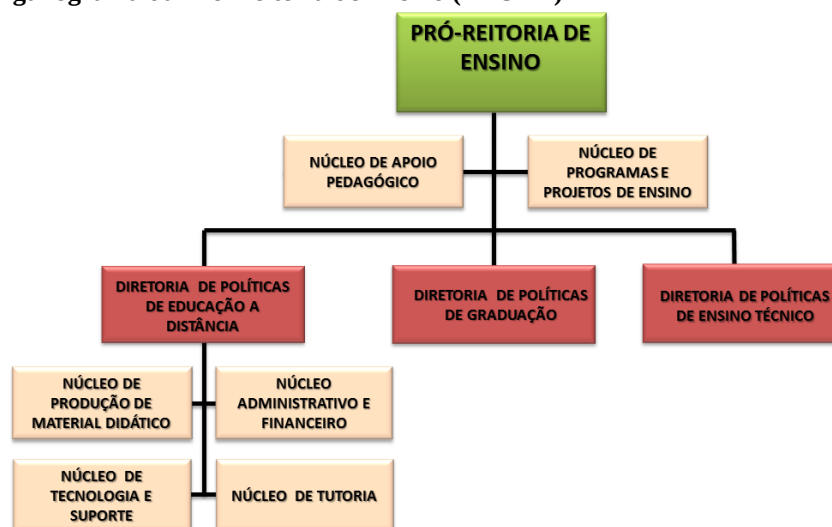 PRÓ-REITORIA DE
ENSINO
NÚCLEO DE APOIO
PEDAGÓGICO
NÚCLEO DE
PROGRAMAS E
PROJETOS DE ENSINO
DIRETORIA DE POLÍTICAS
DE EDUCAÇÃO A
DISTÂNCIA
DIRETORIA DE POLÍTICAS
DE GRADUAÇÃO
DIRETORIA DE POLÍTICAS
DE ENSINO TÉCNICO
NÚCLEO DE
PRODUÇÃO DE
MATERIAL DIDÁTICO
NÚCLEO
ADMINISTRATIVO E
FINANCEIRO
NÚCLEO DE
TECNOLOGIA E
SUPORTE
NÚCLEO DE TUTORIA